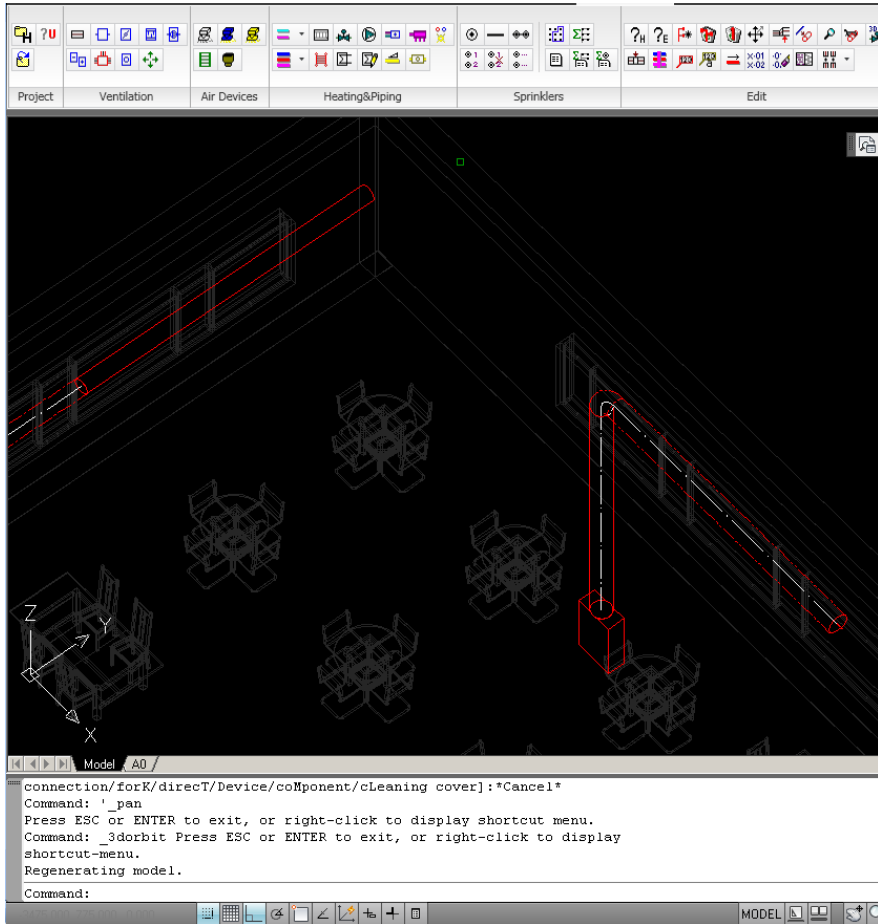 Project
Ventilation
Air Devices
Heating&Piping
Sprinklers
Edit
Z
Y
X
Model
A0
connection/forK/direcT/Device/coMponent/cLeaning cover]:*Cancel*
Command: '_pan
Press ESC or ENTER to exit, or right-click to display shortcut menu.
Command: _3dorbit Press ESC or ENTER to exit, or right-click to display
shortcut-menu.
Regenerating model.
Command:
MODEL